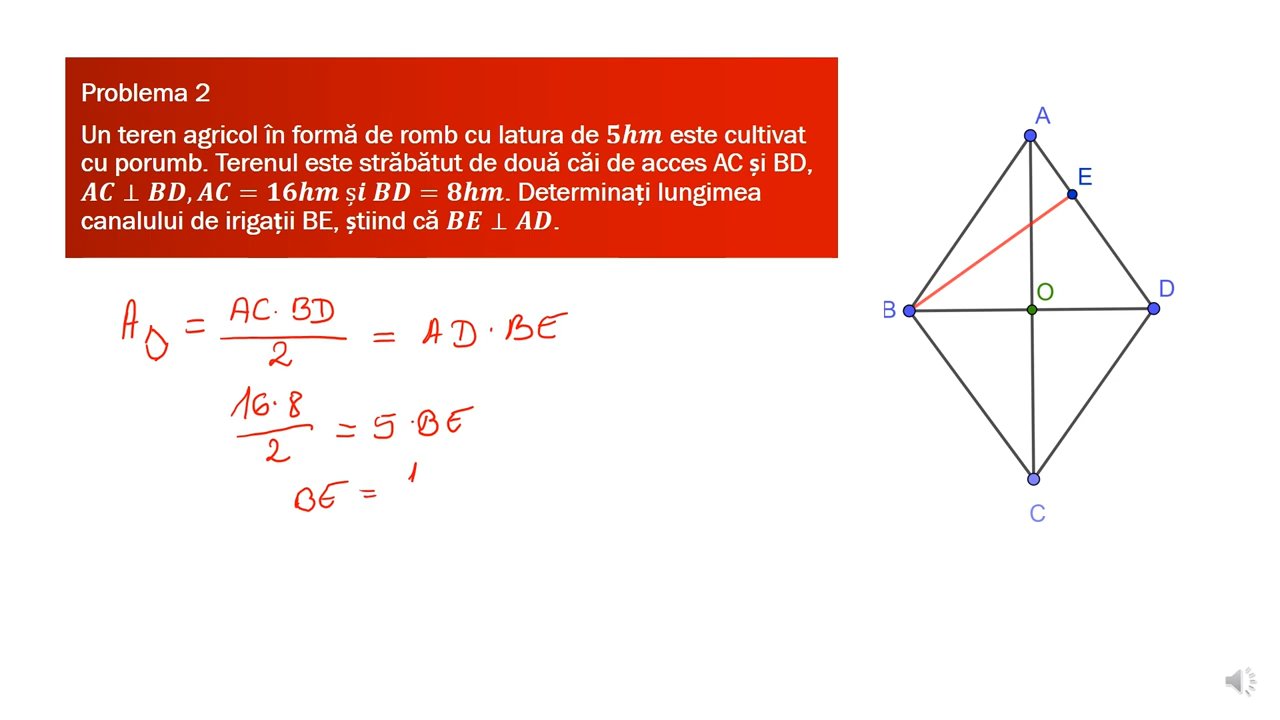 Problema 2
Un teren agricol în formă de romb cu latura de 5hm este cultivat
cu porumb. Terenul este străbătut de două căi de acces AC și BD,
AC ⊥ BD, AC = 16hm și BD = 8hm. Determinați lungimea
canalului de irigații BE, știind că BE ⊥ AD.
A◊ = AC · BD / 2 = AD · BE
16 · 8 / 2 = 5 · BE
BE = 1
A
E
B
O
D
C